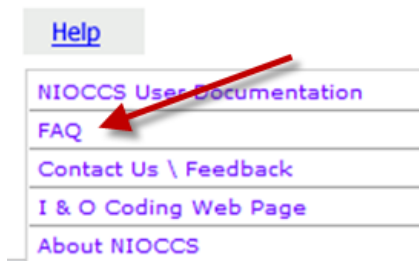 Help
NIOCCS User Documentation
FAQ
Contact Us \ Feedback
I & O Coding Web Page
About NIOCCS